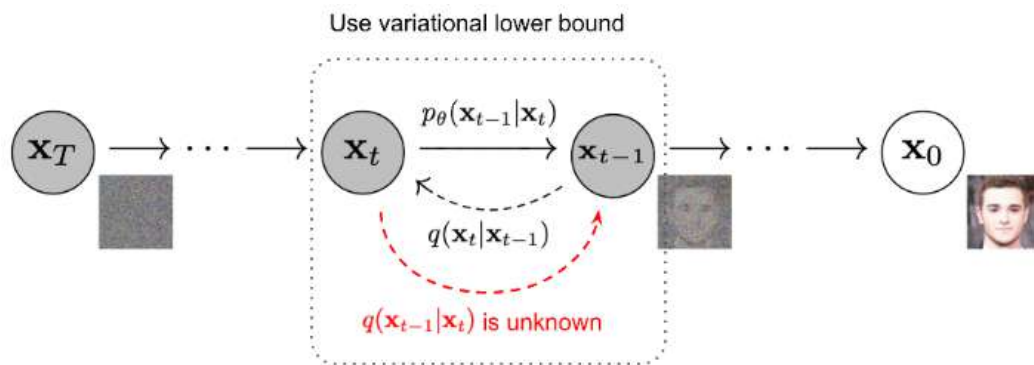 Use variational lower bound
p_θ(x_{t−1}|x_t)
x_T → ⋯ → x_t → x_{t−1} → ⋯ → x_0
q(x_t|x_{t−1})
q(x_{t−1}|x_t) is unknown